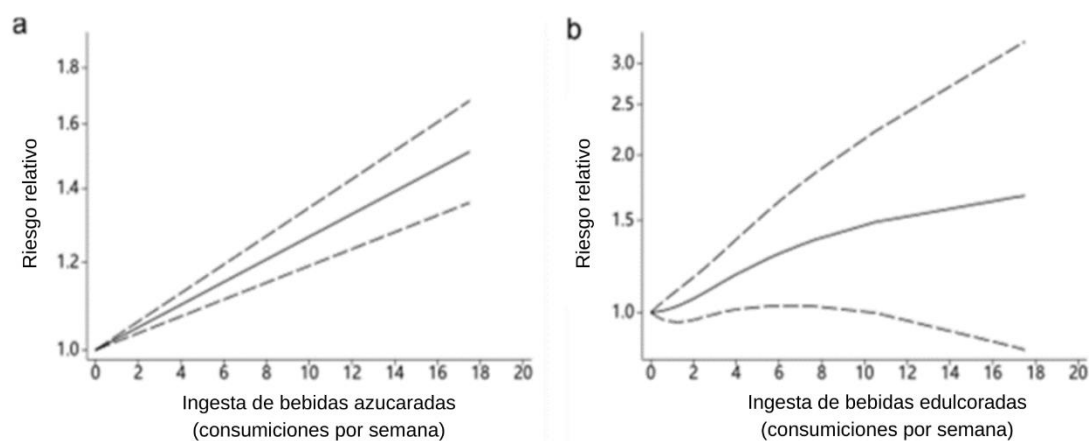 a
Riesgo relativo
1.8
1.6
1.4
1.2
1.0
0 2 4 6 8 10 12 14 16 18 20
Ingesta de bebidas azucaradas
(consumiciones por semana)
b
Riesgo relativo
3.0
2.5
2.0
1.5
1.0
0 2 4 6 8 10 12 14 16 18 20
Ingesta de bebidas edulcoradas
(consumiciones por semana)